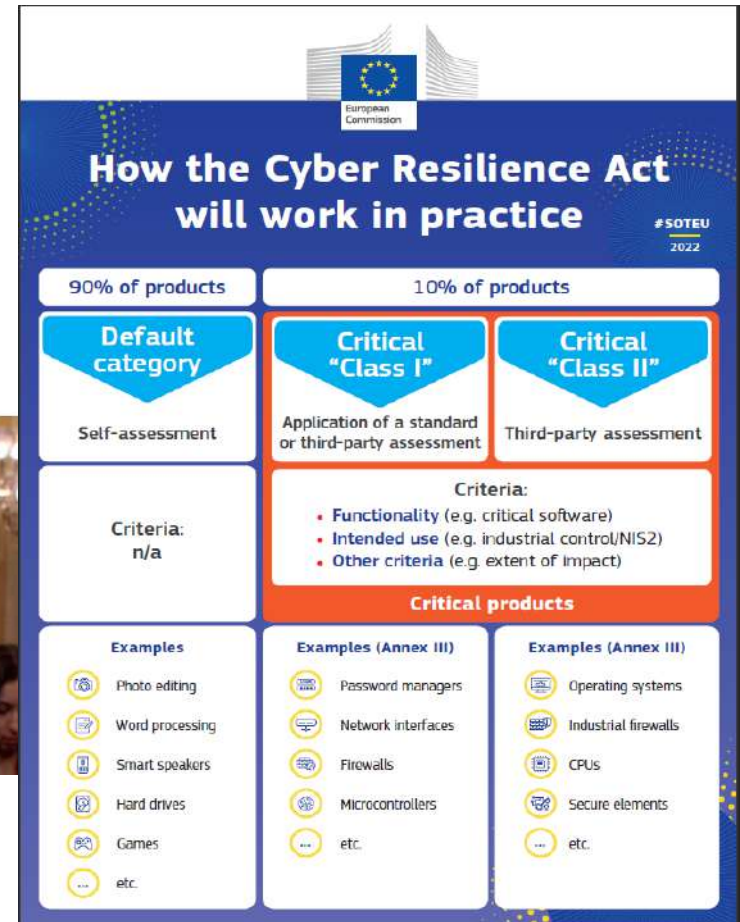 European
Commission
How the Cyber Resilience Act
will work in practice
#SOTEU
2022
90% of products
10% of products
Default
category
Self-assessment
Critical
"Class I"
Application of a standard
or third-party assessment
Critical
"Class II"
Third-party assessment
Criteria:
n/a
Criteria:
• Functionality (e.g. critical software)
• Intended use (e.g. industrial control/NIS2)
• Other criteria (e.g. extent of impact)
Critical products
Examples
Photo editing
Word processing
Smart speakers
Hard drives
Games
... etc.
Examples (Annex III)
Password managers
Network interfaces
Firewalls
Microcontrollers
... etc.
Examples (Annex III)
Operating systems
Industrial firewalls
CPUs
Secure elements
... etc.